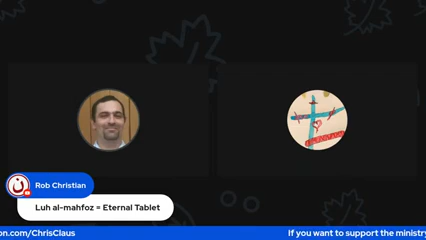 Rob Christian
Luh al-mahfoz = Eternal Tablet
on.com/ChrisClaus
If you want to support the ministry